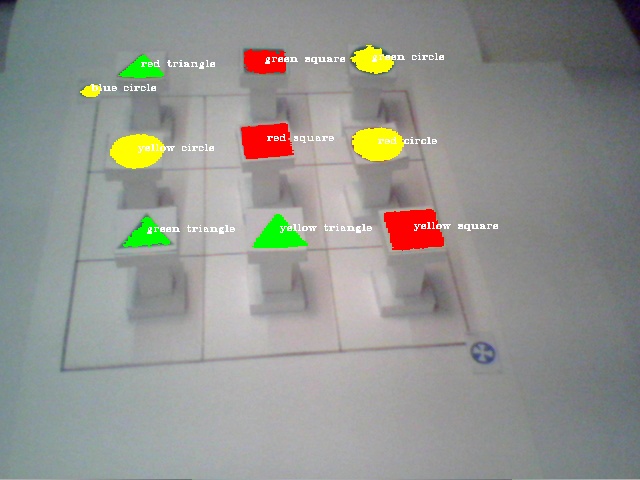 red triangle
green square
green circle
blue circle
yellow circle
red square
red circle
green triangle
yellow triangle
yellow square